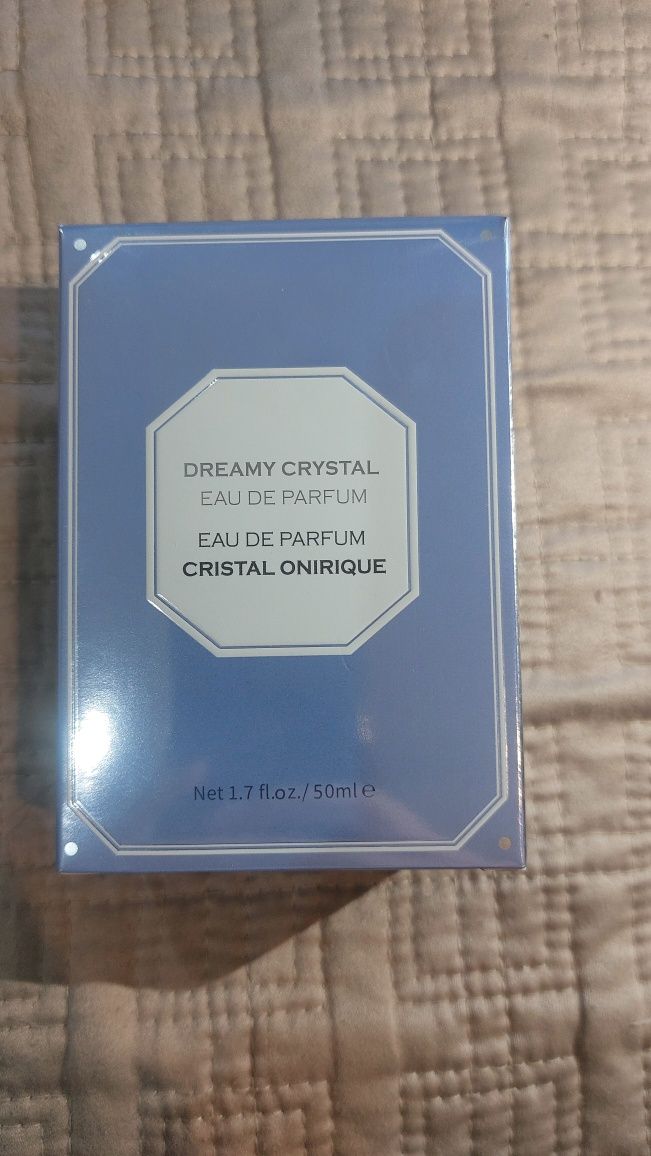 DREAMY CRYSTAL
EAU DE PARFUM
EAU DE PARFUM
CRISTAL ONIRIQUE
Net 1.7 fl.oz./ 50ml ℮